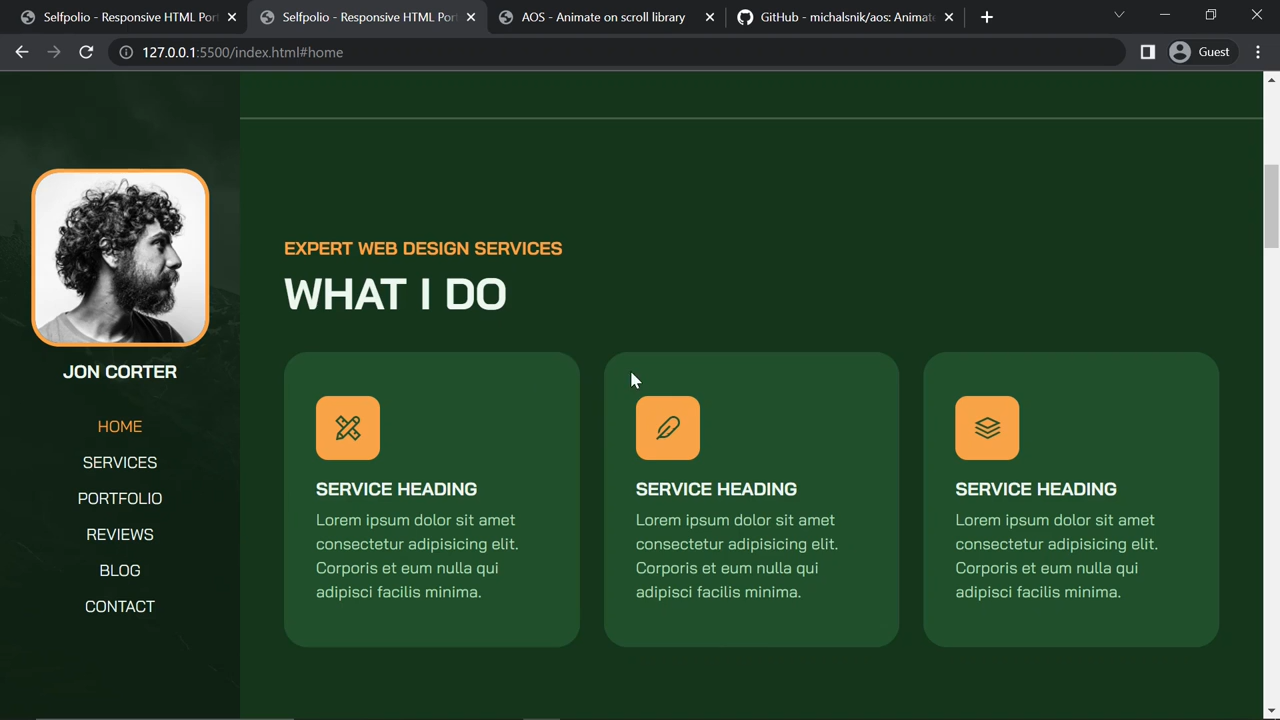 Selfpolio - Responsive HTML Por
Selfpolio - Responsive HTML Por
AOS - Animate on scroll library
GitHub - michalsnik/aos: Animate
127.0.0.1:5500/index.html#home
Guest
JON CORTER
HOME
SERVICES
PORTFOLIO
REVIEWS
BLOG
CONTACT
EXPERT WEB DESIGN SERVICES
WHAT I DO
SERVICE HEADING
Lorem ipsum dolor sit amet
consectetur adipisicing elit.
Corporis et eum nulla qui
adipisci facilis minima.
SERVICE HEADING
Lorem ipsum dolor sit amet
consectetur adipisicing elit.
Corporis et eum nulla qui
adipisci facilis minima.
SERVICE HEADING
Lorem ipsum dolor sit amet
consectetur adipisicing elit.
Corporis et eum nulla qui
adipisci facilis minima.